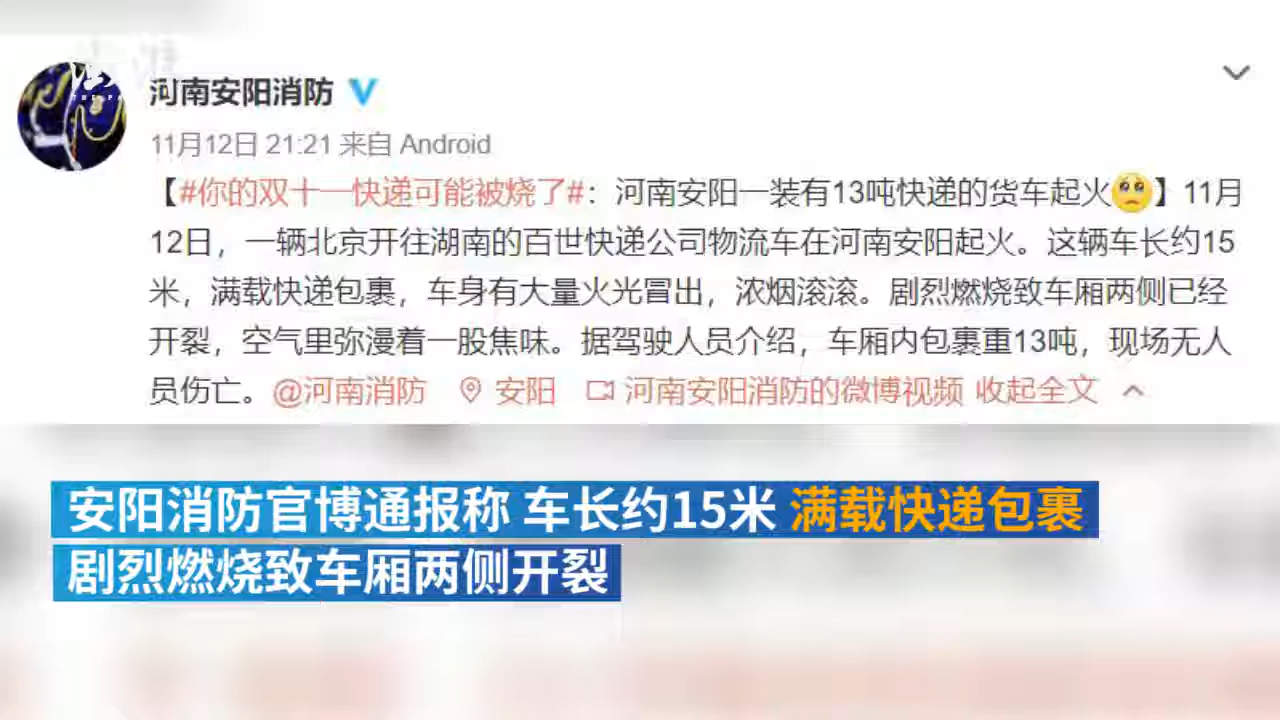 河南安阳消防
11月12日 21:21 来自 Android
【#你的双十一快递可能被烧了#：河南安阳一装有13吨快递的货车起火🥺】11月
12日，一辆北京开往湖南的百世快递公司物流车在河南安阳起火。这辆车长约15
米，满载快递包裹，车身有大量火光冒出，浓烟滚滚。剧烈燃烧致车厢两侧已经
开裂，空气里弥漫着一股焦味。据驾驶人员介绍，车厢内包裹重13吨，现场无人
员伤亡。@河南消防 安阳 河南安阳消防的微博视频 收起全文
安阳消防官博通报称 车长约15米 满载快递包裹
剧烈燃烧致车厢两侧开裂